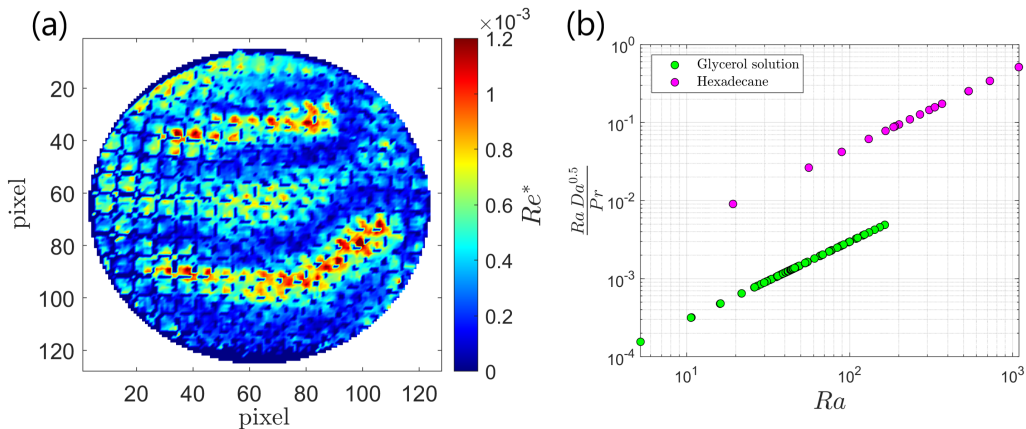 (a)
×10⁻³
12
1
0.8
0.6
0.4
0.2
0
Re*
20
40
60
80
100
120
pixel
20 40 60 80 100 120
pixel
(b)
10⁰
10⁻¹
10⁻²
10⁻³
10⁻⁴
Ra Da^0.5
Pr
Glycerol solution
Hexadecane
10¹ 10² 10³
Ra